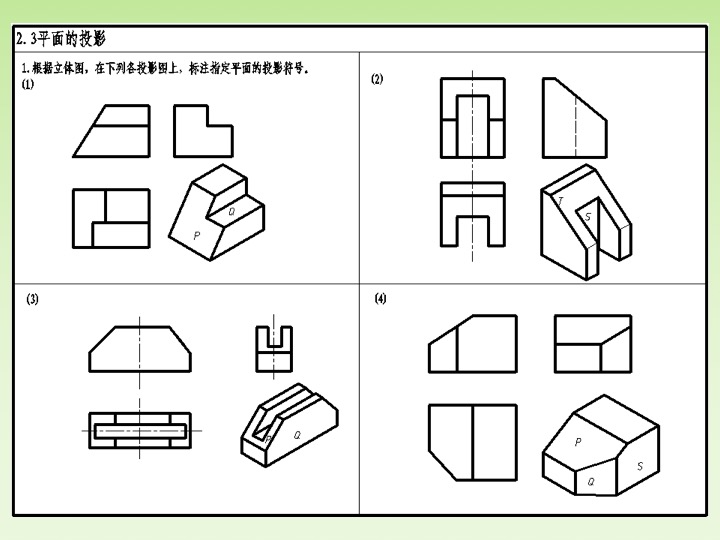 2.3平面的投影
1.根据立体图，在下列各投影图上，标注指定平面的投影符号。
(1)
(2)
Q
P
T
S
(3)
(4)
P
Q
P
Q
S